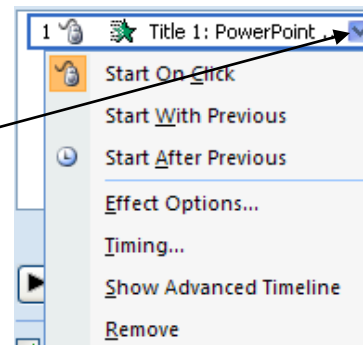 1 Title 1: PowerPoint ...
Start On Click
Start With Previous
Start After Previous
Effect Options...
Timing...
Show Advanced Timeline
Remove